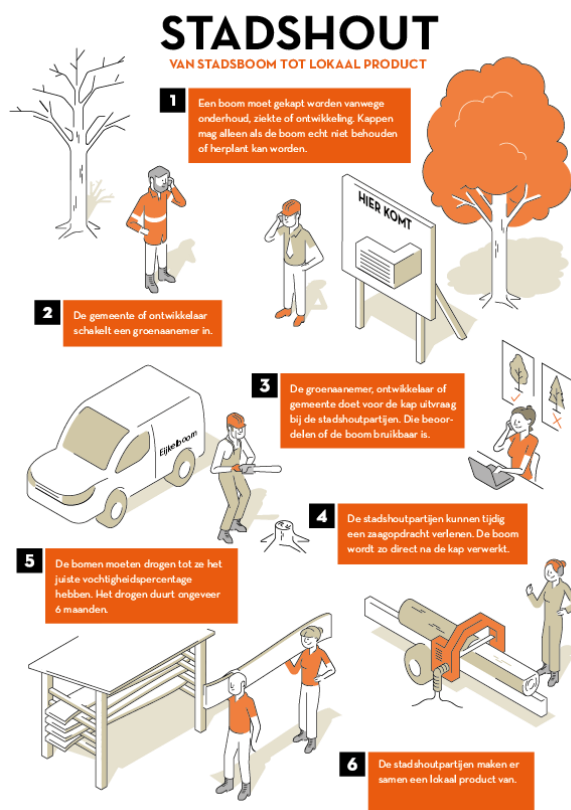 STADSHOUT
VAN STADSBOOM TOT LOKAAL PRODUCT
1
Een boom moet gekapt worden vanwege
onderhoud, ziekte of ontwikkeling. Kappen
mag alleen als de boom echt niet behouden
of herplant kan worden.
HIER KOMT
2
De gemeente of ontwikkelaar
schakelt een groenaanemer in.
3
De groenaanemer, ontwikkelaar of
gemeente doet voor de kap uitvraag
bij de stadshoutpartijen. Die beoor-
delen of de boom bruikbaar is.
Eijkelboom
4
De stadshoutpartijen kunnen tijdig
een zaagopdracht verlenen. De boom
wordt zo direct na de kap verwerkt.
5
De bomen moeten drogen tot ze het
juiste vochtigheidspercentage
hebben. Het drogen duurt ongeveer
6 maanden.
6
De stadshoutpartijen maken er
samen een lokaal product van.